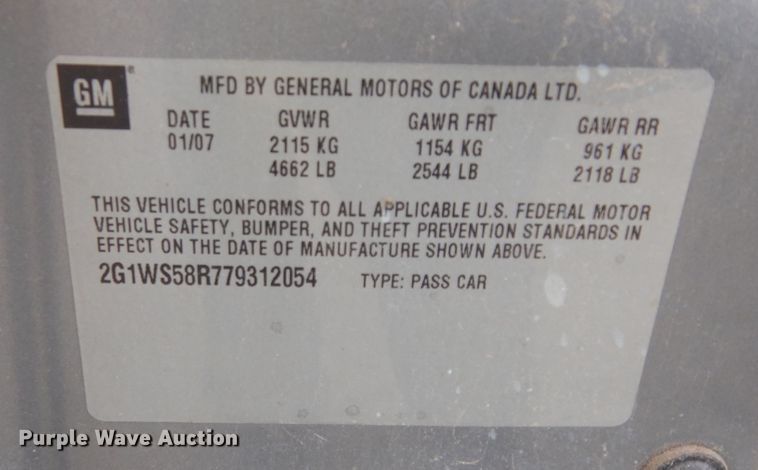 GM®
MFD BY GENERAL MOTORS OF CANADA LTD.
DATE GVWR GAWR FRT GAWR RR
01/07 2115 KG 1154 KG 961 KG
4662 LB 2544 LB 2118 LB
THIS VEHICLE CONFORMS TO ALL APPLICABLE U.S. FEDERAL MOTOR
VEHICLE SAFETY, BUMPER, AND THEFT PREVENTION STANDARDS IN
EFFECT ON THE DATE OF MANUFACTURE SHOWN ABOVE.
2G1WS58R779312054 TYPE: PASS CAR
Purple Wave Auction